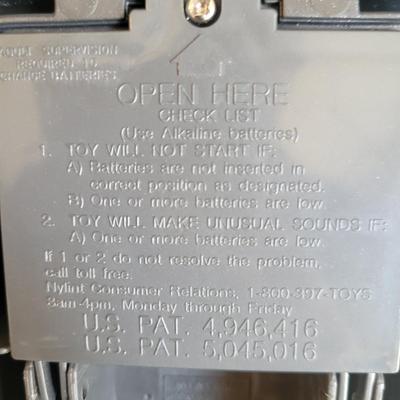 ADULT SUPERVISION
REQUIRED TO
CHANGE BATTERIES
OPEN HERE
CHECK LIST
(Use Alkaline batteries)
1. TOY WILL NOT START IF:
A) Batteries are not inserted in
correct position as designated.
B) One or more batteries are low.
2. TOY WILL MAKE UNUSUAL SOUNDS IF:
A) One or more batteries are low.
If 1 or 2 do not resolve the problem,
call toll free.
Nylint Consumer Relations, 1-800-397-TOYS
8am-4pm, Monday through Friday
U.S. PAT. 4,946,416
U.S. PAT. 5,045,016